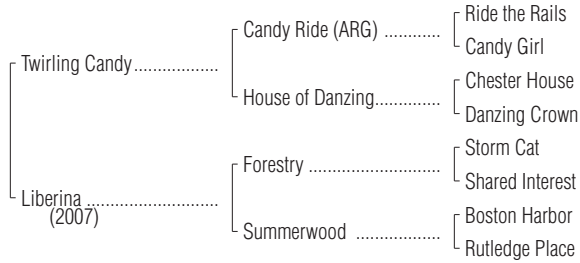 Ride the Rails
Candy Ride (ARG) ............
Candy Girl
Twirling Candy..................
Chester House
House of Danzing..............
Danzing Crown
Storm Cat
Forestry ............................
Shared Interest
Liberina ............................
(2007)
Boston Harbor
Summerwood ..................
Rutledge Place